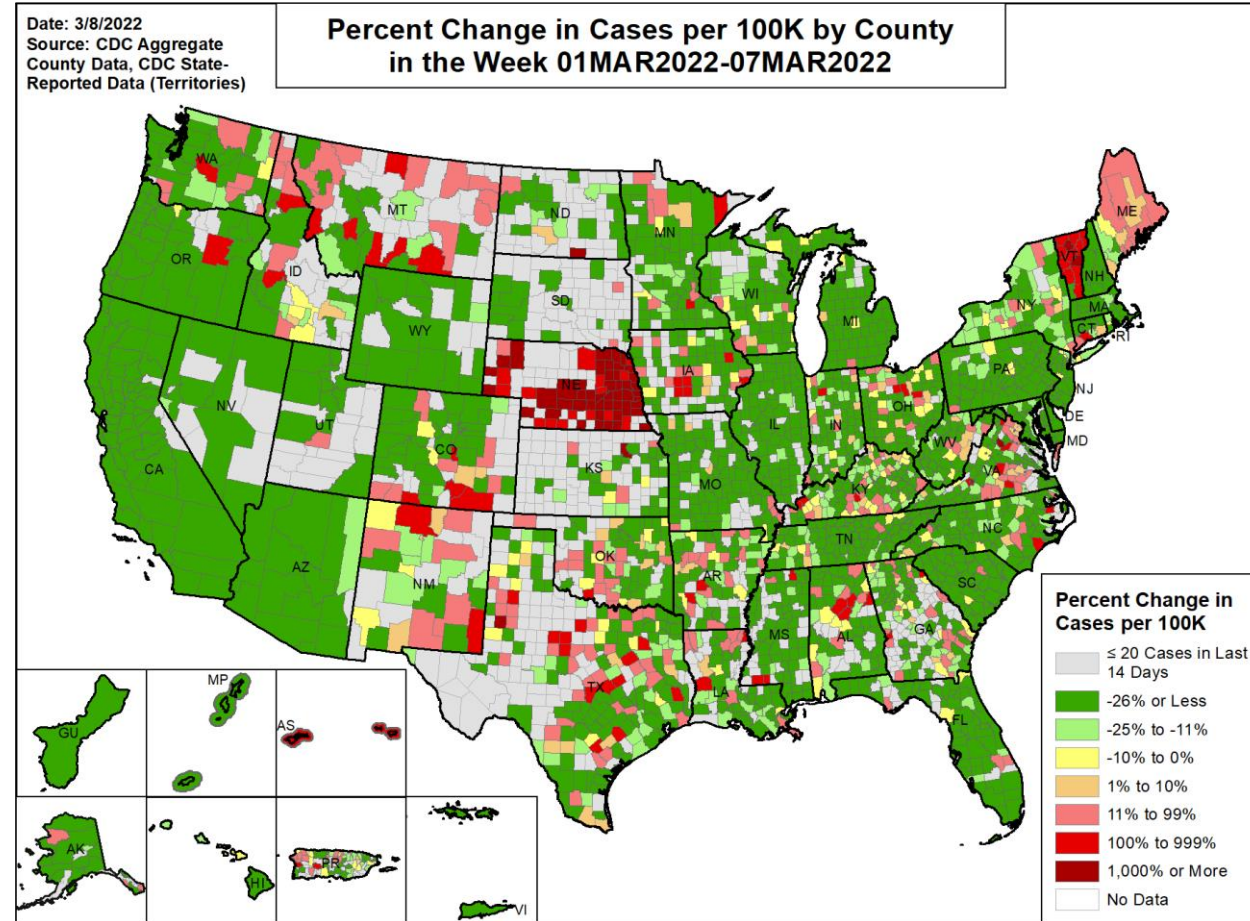 Date: 3/8/2022
Source: CDC Aggregate
County Data, CDC State-
Reported Data (Territories)
Percent Change in Cases per 100K by County
in the Week 01MAR2022-07MAR2022
WA
MT
ND
MN
ME
OR
ID
SD
WI
VT
NH
NY
MA
CT
RI
WY
MI
IA
NE
PA
NJ
NV
UT
CO
IL
IN
OH
DE
MD
WV
VA
CA
KS
MO
KY
NC
TN
AZ
NM
OK
AR
SC
MS
AL
GA
TX
LA
FL
GU
MP
AS
AK
HI
PR
VI
Percent Change in
Cases per 100K
≤ 20 Cases in Last
14 Days
-26% or Less
-25% to -11%
-10% to 0%
1% to 10%
11% to 99%
100% to 999%
1,000% or More
No Data